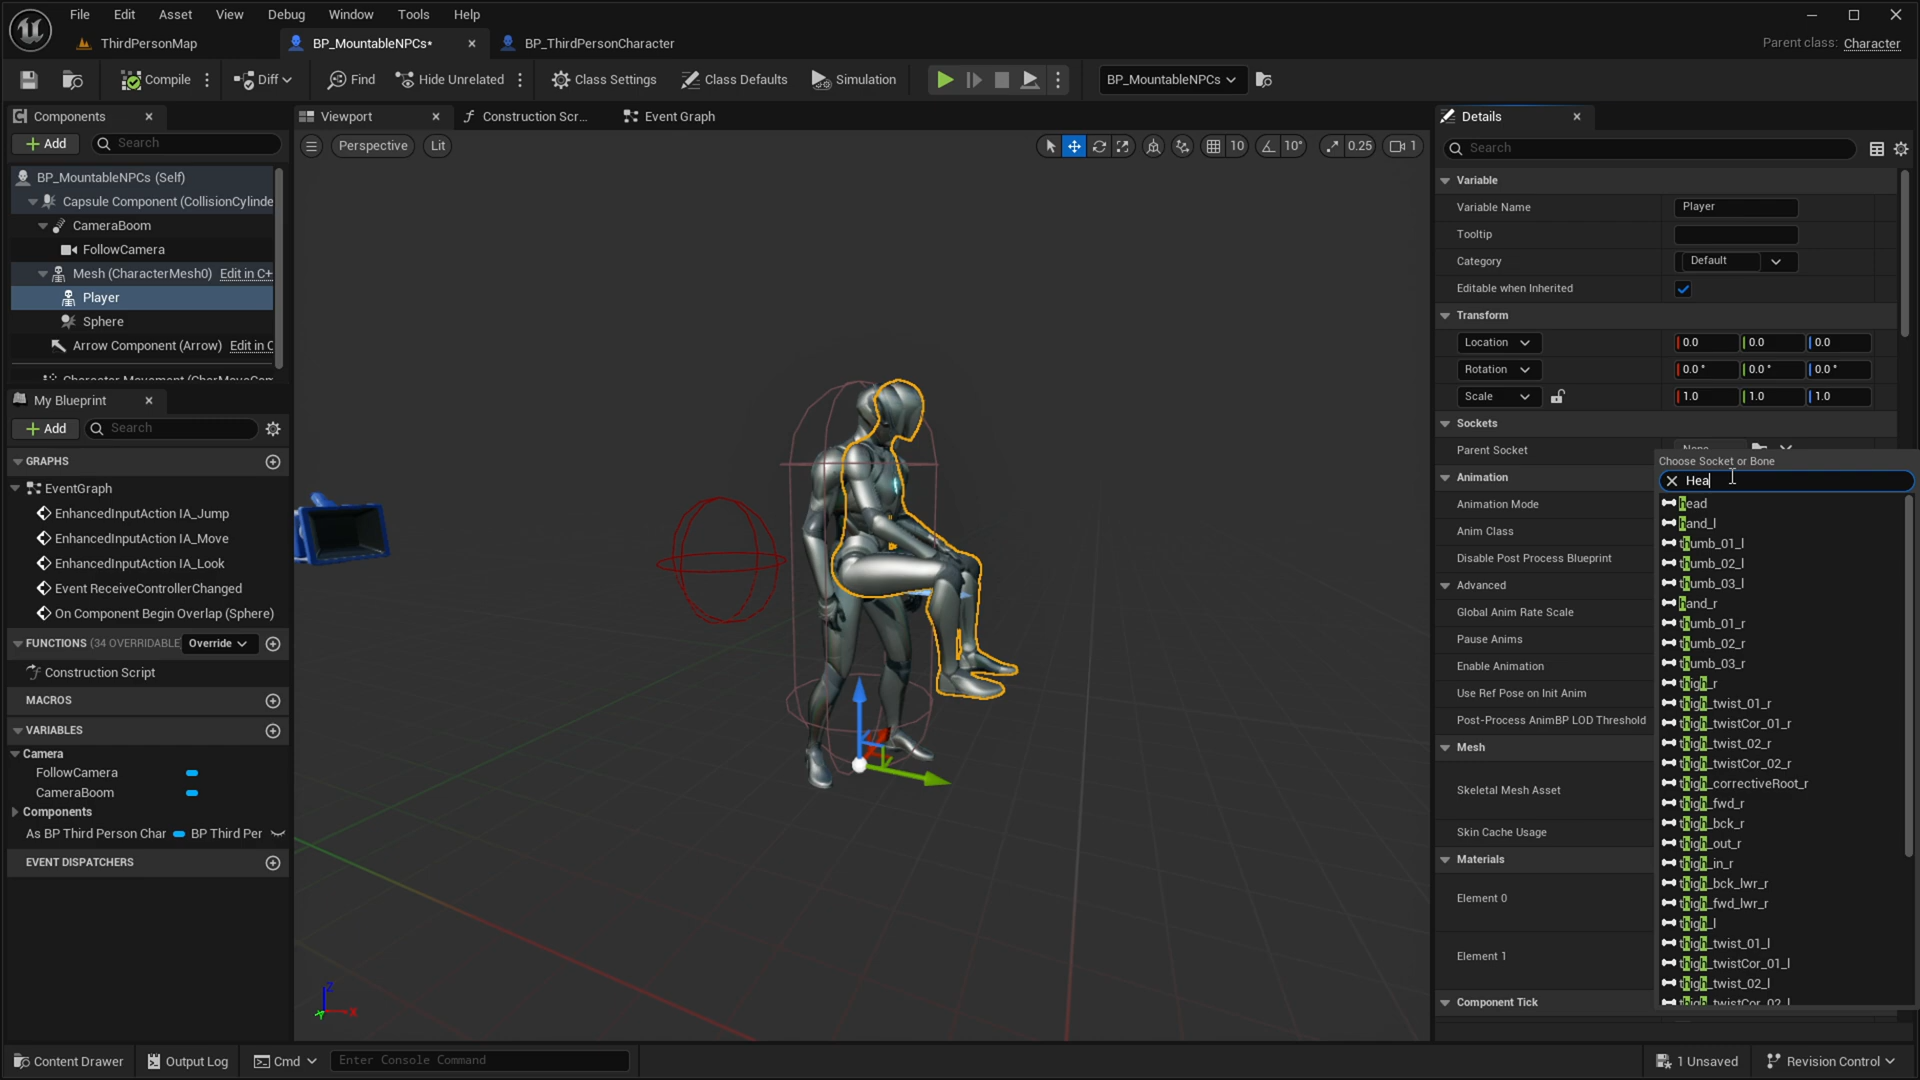 File Edit Asset View Debug Window Tools Help
ThirdPersonMap BP_MountableNPCs* BP_ThirdPersonCharacter Parent class: Character
Compile Diff Find Hide Unrelated Class Settings Class Defaults Simulation BP_MountableNPCs
Components
Add Search
BP_MountableNPCs (Self)
Capsule Component (CollisionCylinde
CameraBoom
FollowCamera
Mesh (CharacterMesh0) Edit in C+
Player
Sphere
Arrow Component (Arrow) Edit in C
My Blueprint
Add Search
GRAPHS
EventGraph
EnhancedInputAction IA_Jump
EnhancedInputAction IA_Move
EnhancedInputAction IA_Look
Event ReceiveControllerChanged
On Component Begin Overlap (Sphere)
FUNCTIONS (34 OVERRIDABLE Override
Construction Script
MACROS
VARIABLES
Camera
FollowCamera
CameraBoom
Components
As BP Third Person Char BP Third Per
EVENT DISPATCHERS
Viewport Construction Scr... Event Graph
Perspective Lit 10 10° 0.25 1
Z
X
Y
Details
Search
Variable
Variable Name Player
Tooltip
Category Default
Editable when Inherited
Transform
Location 0.0 0.0 0.0
Rotation 0.0 ° 0.0 ° 0.0 °
Scale 1.0 1.0 1.0
Sockets
Parent Socket None
Animation
Animation Mode
Anim Class
Disable Post Process Blueprint
Advanced
Global Anim Rate Scale
Pause Anims
Enable Animation
Use Ref Pose on Init Anim
Post-Process AnimBP LOD Threshold
Mesh
Skeletal Mesh Asset
Skin Cache Usage
Materials
Element 0
Element 1
Component Tick
Choose Socket or Bone
Hea
head
hand_l
thumb_01_l
thumb_02_l
thumb_03_l
hand_r
thumb_01_r
thumb_02_r
thumb_03_r
thigh_r
thigh_twist_01_r
thigh_twistCor_01_r
thigh_twist_02_r
thigh_twistCor_02_r
thigh_correctiveRoot_r
thigh_fwd_r
thigh_bck_r
thigh_out_r
thigh_in_r
thigh_bck_lwr_r
thigh_fwd_lwr_r
thigh_l
thigh_twist_01_l
thigh_twistCor_01_l
thigh_twist_02_l
thigh_twistCor_02_l
Content Drawer Output Log Cmd Enter Console Command 1 Unsaved Revision Control